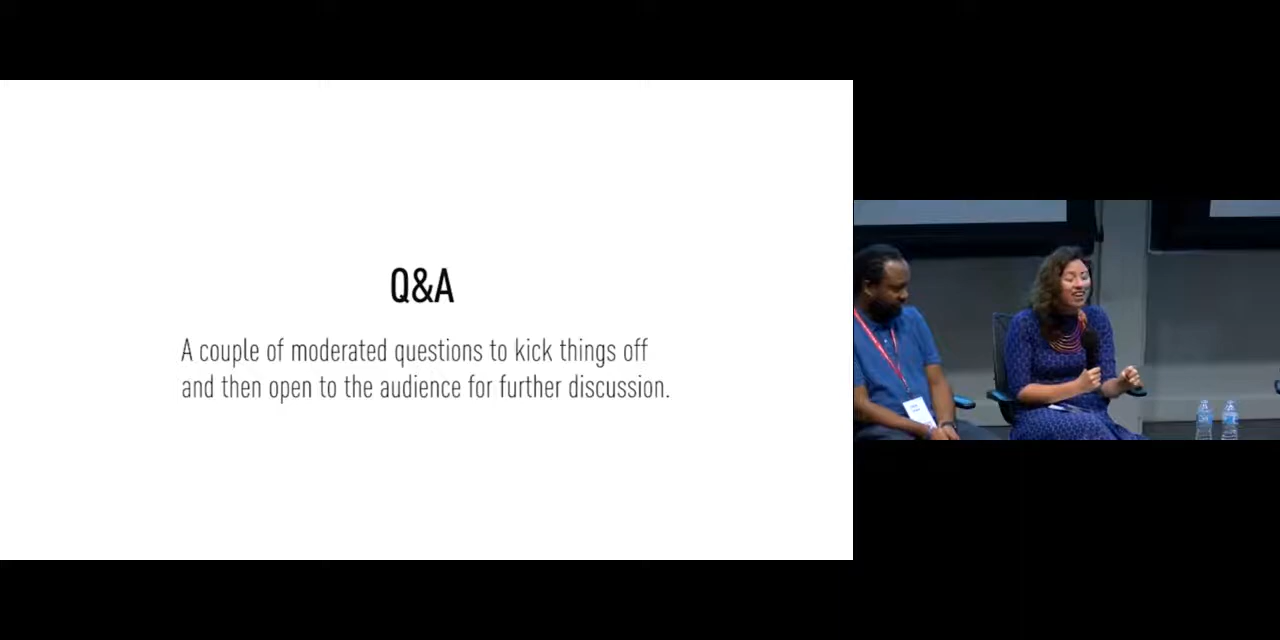 Q&A
A couple of moderated questions to kick things off
and then open to the audience for further discussion.